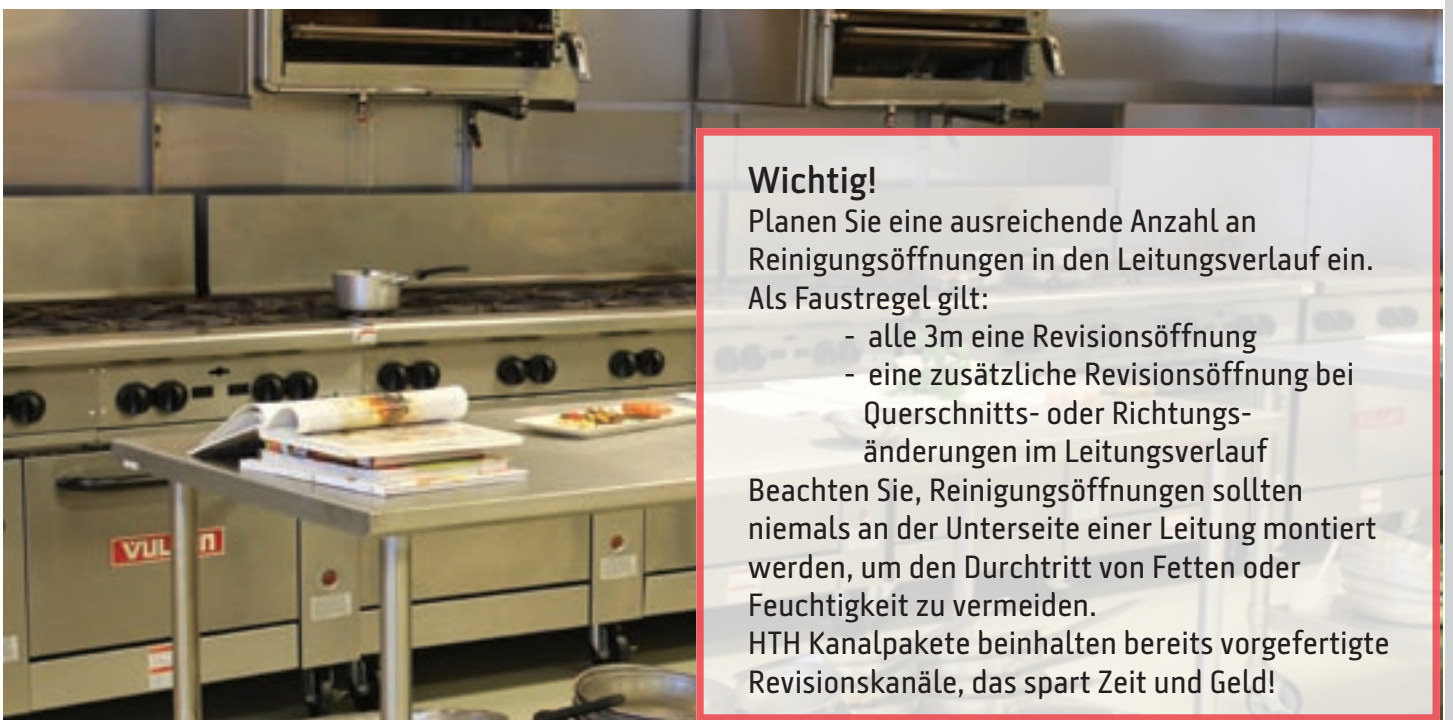 Wichtig!
Planen Sie eine ausreichende Anzahl an
Reinigungsöffnungen in den Leitungsverlauf ein.
Als Faustregel gilt:
- alle 3m eine Revisionsöffnung
- eine zusätzliche Revisionsöffnung bei
Querschnitts- oder Richtungs-
änderungen im Leitungsverlauf
Beachten Sie, Reinigungsöffnungen sollten
niemals an der Unterseite einer Leitung montiert
werden, um den Durchtritt von Fetten oder
Feuchtigkeit zu vermeiden.
HTH Kanalpakete beinhalten bereits vorgefertigte
Revisionskanäle, das spart Zeit und Geld!